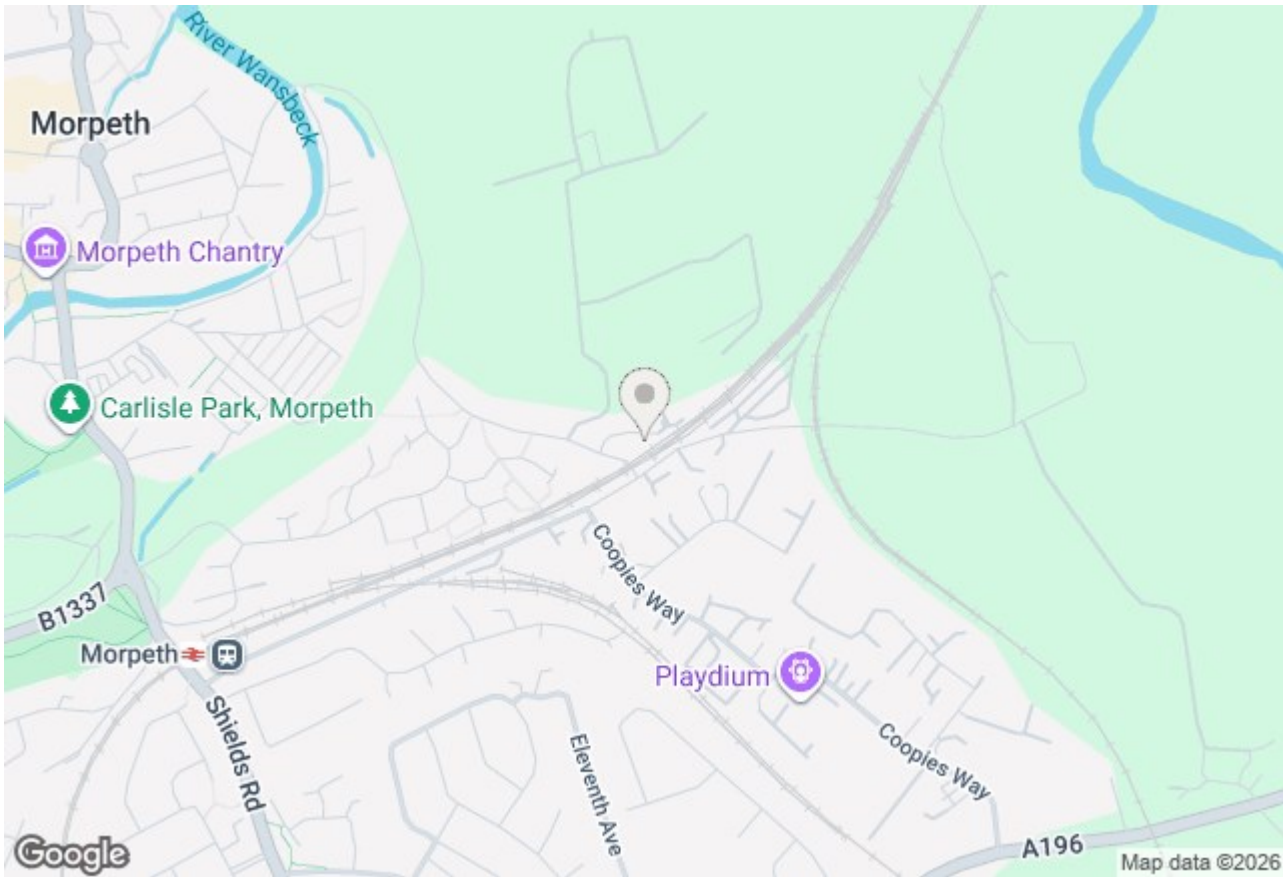 River Wansbeck
Morpeth
Morpeth Chantry
Carlisle Park, Morpeth
Coopies Way
B1337
Morpeth
Playdium
Shields Rd
Eleventh Ave
Coopies Way
A196
Google
Map data ©2026